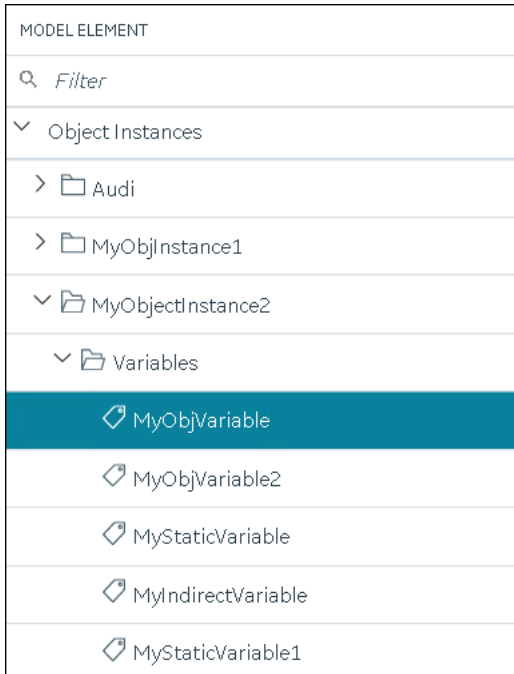 MODEL ELEMENT
Filter
Object Instances
Audi
MyObjInstance1
MyObjectInstance2
Variables
MyObjVariable
MyObjVariable2
MyStaticVariable
MyIndirectVariable
MyStaticVariable1